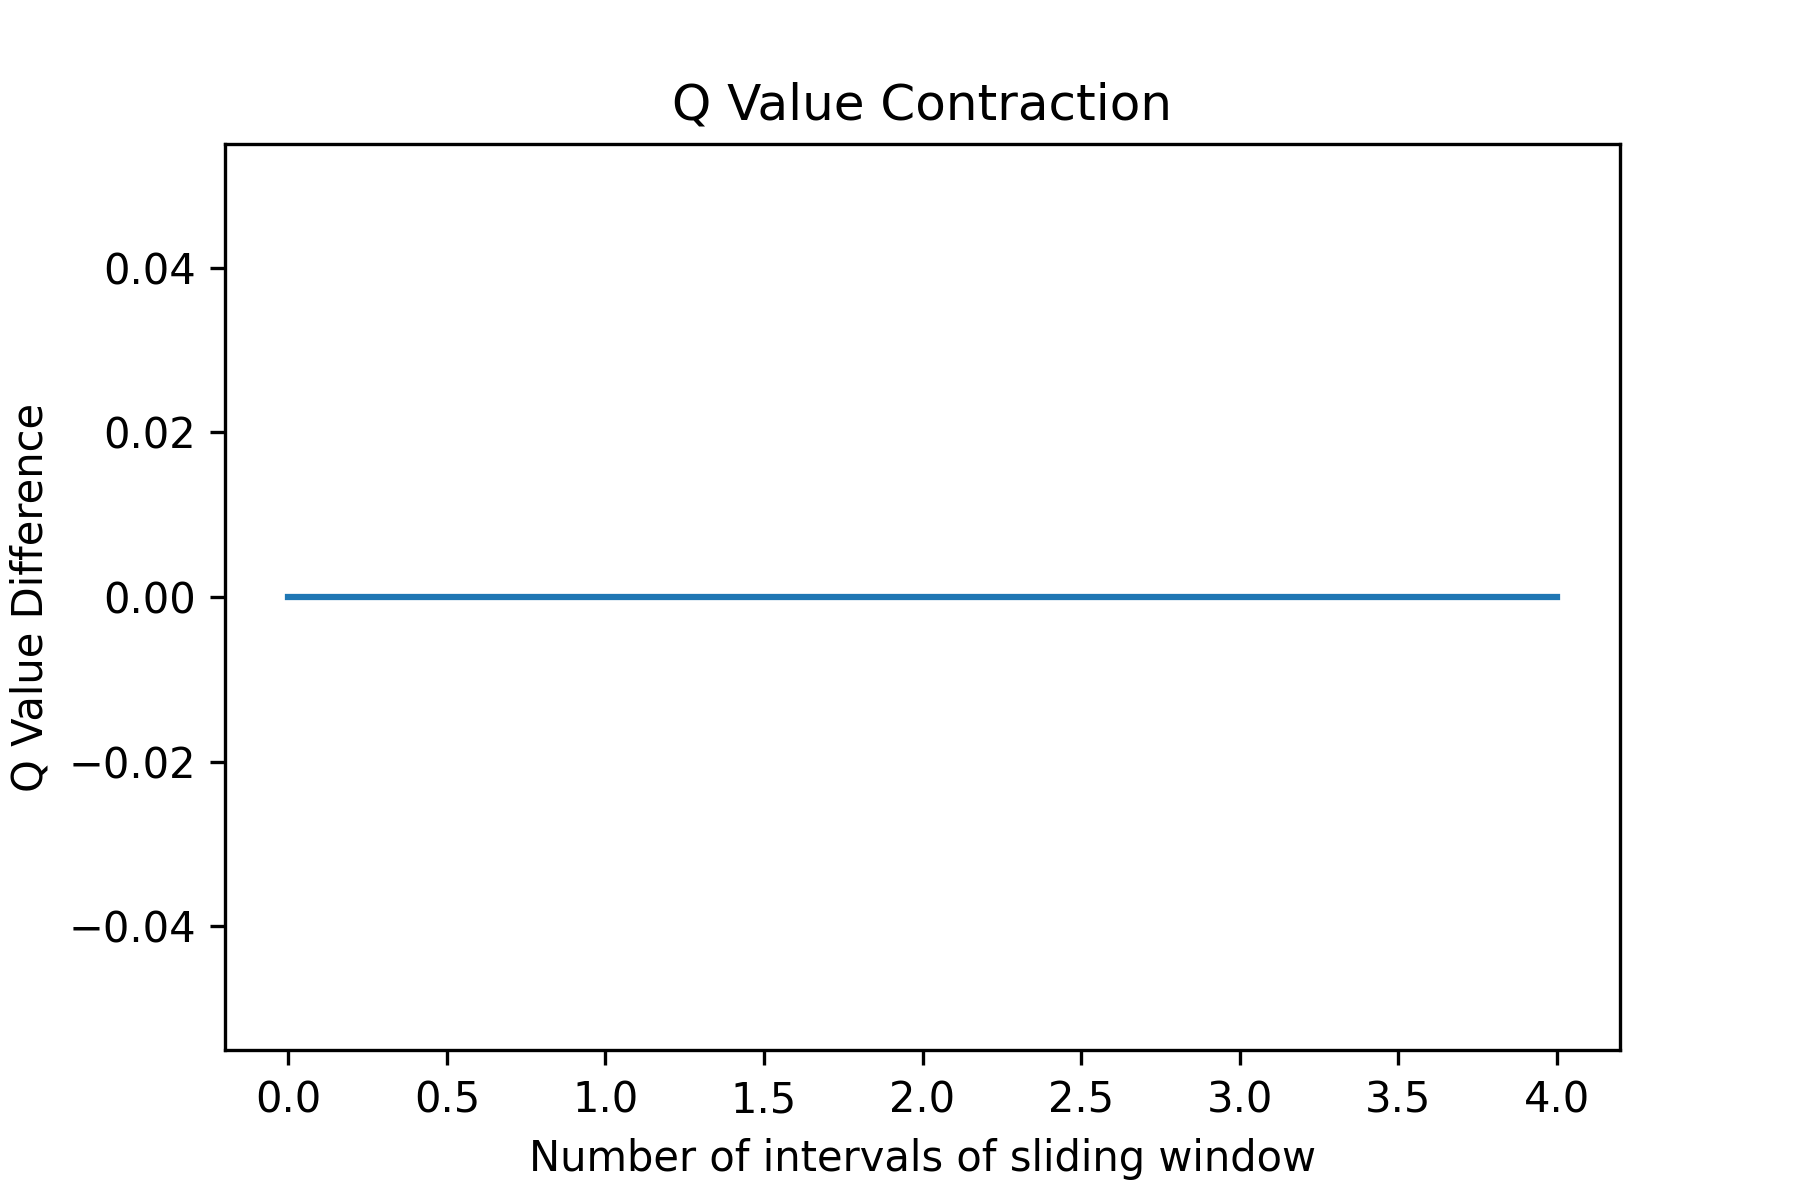 Q Value Contraction
0.04
0.02
0.00
−0.02
−0.04
Q Value Difference
0.0 0.5 1.0 1.5 2.0 2.5 3.0 3.5 4.0
Number of intervals of sliding window